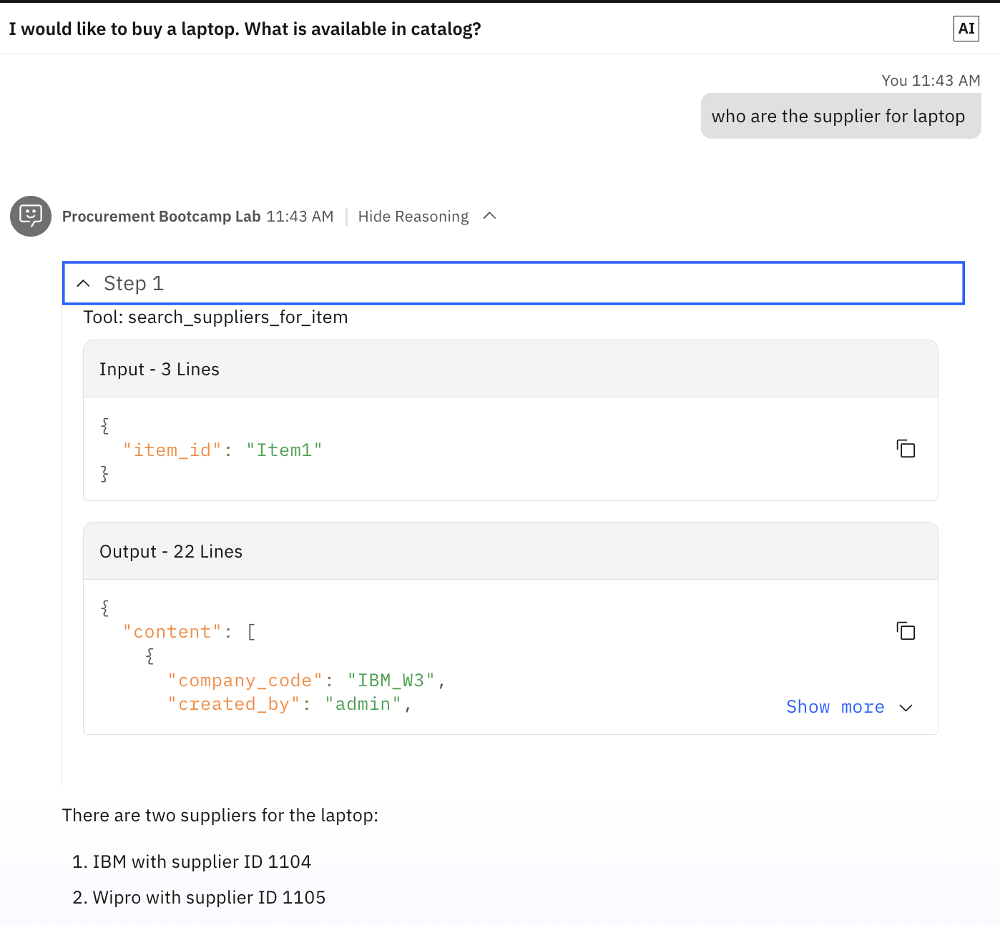 I would like to buy a laptop. What is available in catalog?
AI
You 11:43 AM
who are the supplier for laptop
Procurement Bootcamp Lab 11:43 AM | Hide Reasoning
Step 1
Tool: search_suppliers_for_item
Input - 3 Lines
{
"item_id": "Item1"
}
Output - 22 Lines
{
"content": [
{
"company_code": "IBM_W3",
"created_by": "admin",
Show more
There are two suppliers for the laptop:
1. IBM with supplier ID 1104
2. Wipro with supplier ID 1105